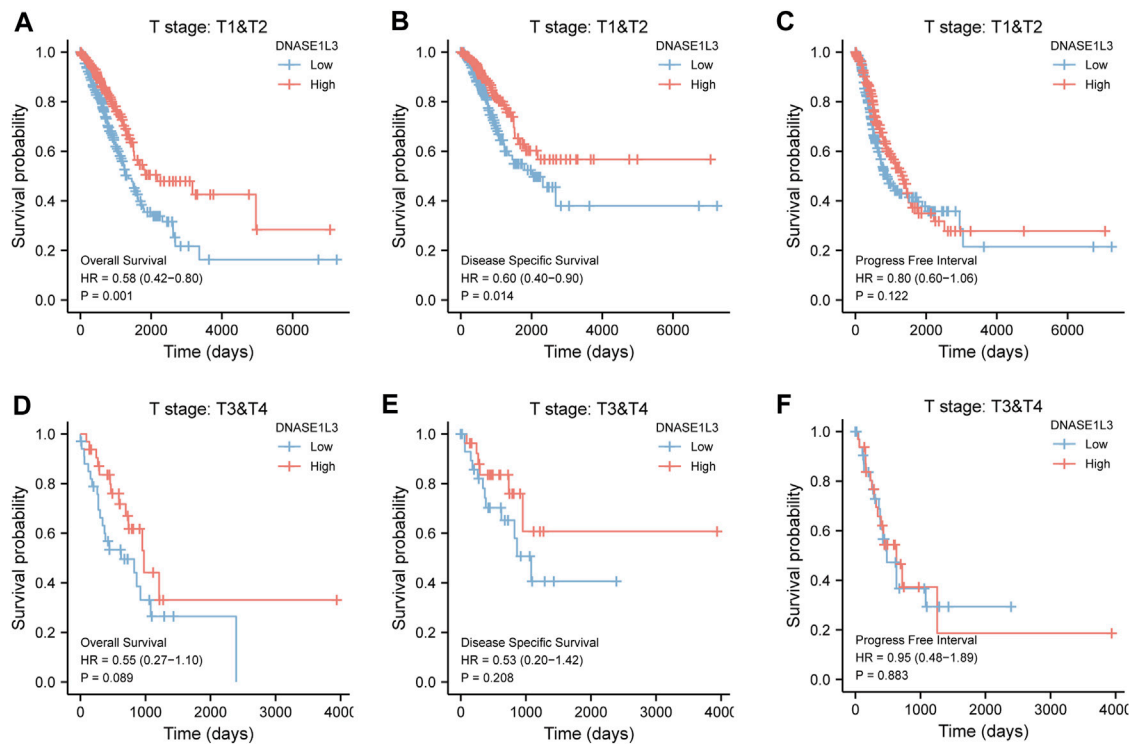 A
T stage: T1&T2
DNASE1L3
Low
High
1.0
0.8
0.6
0.4
0.2
0.0
Survival probability
Overall Survival
HR = 0.58 (0.42−0.80)
P = 0.001
0 2000 4000 6000
Time (days)
B
T stage: T1&T2
DNASE1L3
Low
High
1.0
0.8
0.6
0.4
0.2
0.0
Survival probability
Disease Specific Survival
HR = 0.60 (0.40−0.90)
P = 0.014
0 2000 4000 6000
Time (days)
C
T stage: T1&T2
DNASE1L3
Low
High
1.0
0.8
0.6
0.4
0.2
0.0
Survival probability
Progress Free Interval
HR = 0.80 (0.60−1.06)
P = 0.122
0 2000 4000 6000
Time (days)
D
T stage: T3&T4
DNASE1L3
Low
High
1.0
0.8
0.6
0.4
0.2
0.0
Survival probability
Overall Survival
HR = 0.55 (0.27−1.10)
P = 0.089
0 1000 2000 3000 4000
Time (days)
E
T stage: T3&T4
DNASE1L3
Low
High
1.0
0.8
0.6
0.4
0.2
0.0
Survival probability
Disease Specific Survival
HR = 0.53 (0.20−1.42)
P = 0.208
0 1000 2000 3000 4000
Time (days)
F
T stage: T3&T4
DNASE1L3
Low
High
1.0
0.8
0.6
0.4
0.2
0.0
Survival probability
Progress Free Interval
HR = 0.95 (0.48−1.89)
P = 0.883
0 1000 2000 3000 4000
Time (days)